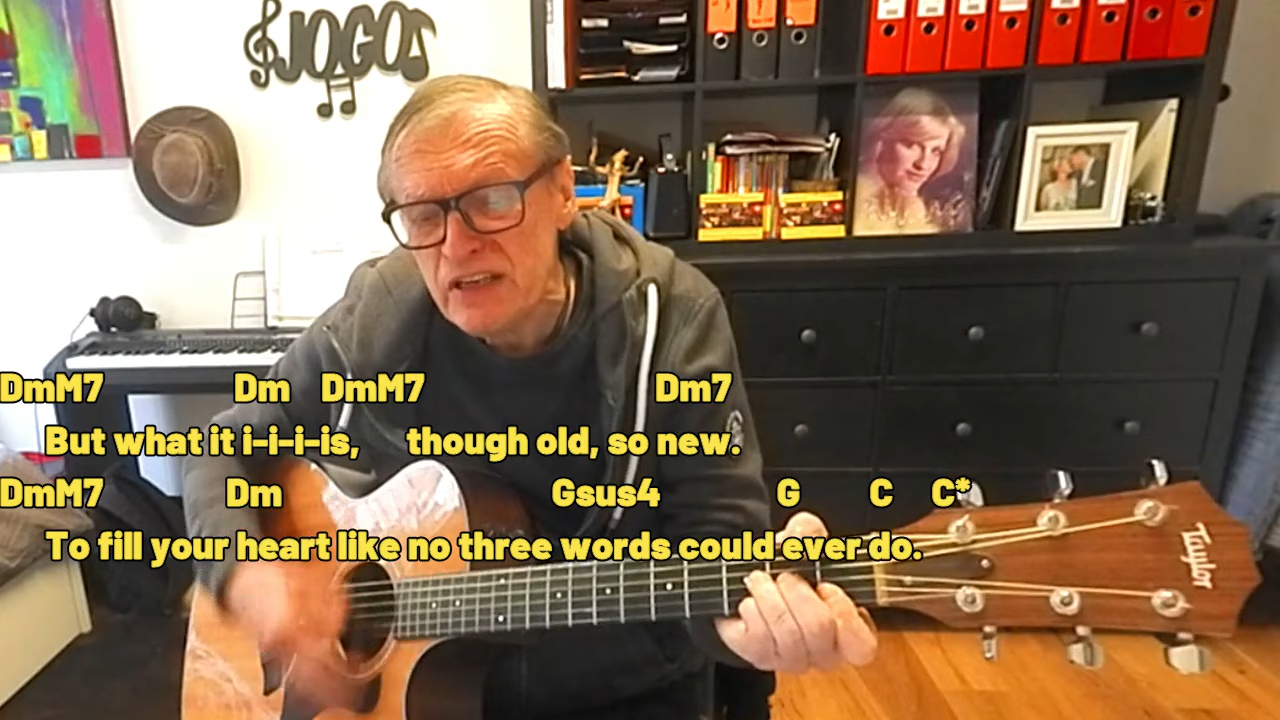 JOGOS
DmM7 Dm DmM7 Dm7
But what it i-i-i-is, though old, so new.
DmM7 Dm Gsus4 G C C*
To fill your heart like no three words could ever do.
Taylor